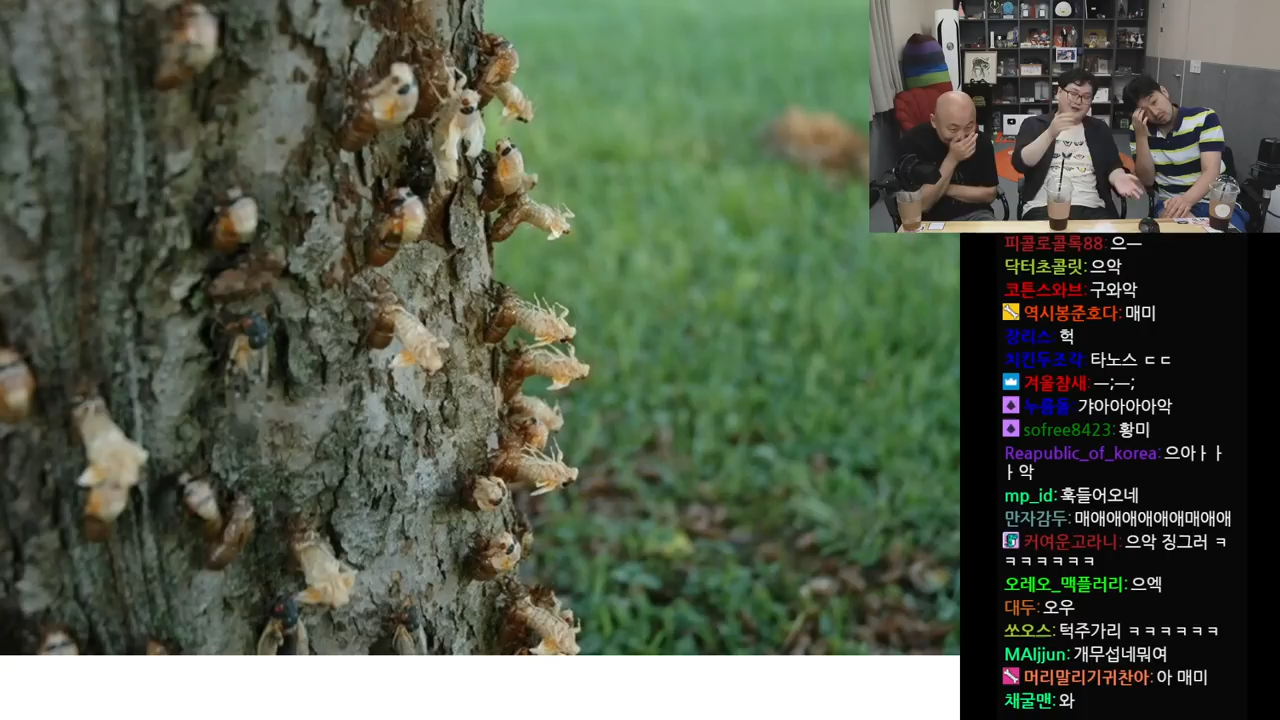 피콜로콜록88: 으ㅡ
닥터초콜릿: 으악
코튼스와브: 구와악
역시봉준호다: 매미
창리스: 헉
치킨두조각: 타노스 ㄷㄷ
겨울참새: ㅡ;ㅡ;
누룽돌: 갸아아아아악
sofree8423: 황미
Reapublic_of_korea: 으아ㅏㅏ
ㅏ악
mp_id: 훅들어오네
만자감두: 매애애애애애애매애애
커여운고라니: 으악 징그러 ㅋ
ㅋㅋㅋㅋㅋㅋ
오레오_맥플러리: 으엑
대두: 오우
쏘오스: 턱주가리 ㅋㅋㅋㅋㅋㅋ
MAljjun: 개무섭네뭐여
머리말리기귀찬아: 아 매미
채굴맨: 와